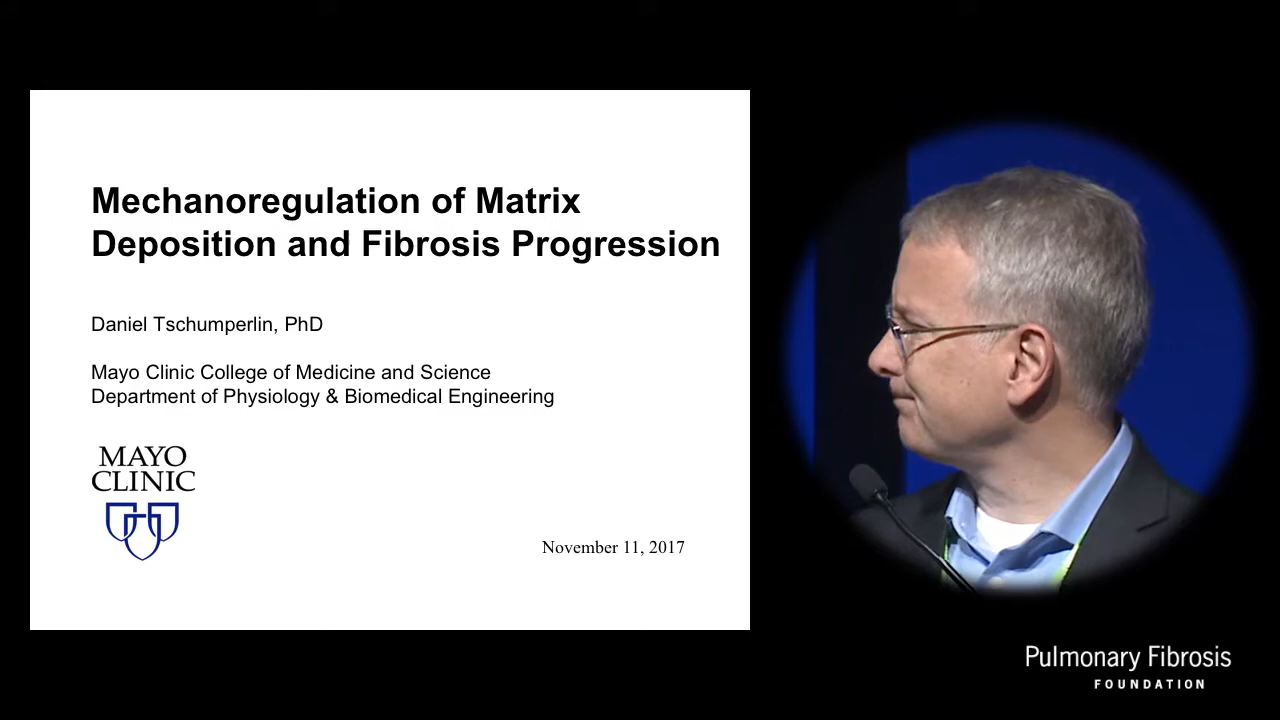 Mechanoregulation of Matrix
Deposition and Fibrosis Progression
Daniel Tschumperlin, PhD
Mayo Clinic College of Medicine and Science
Department of Physiology & Biomedical Engineering
MAYO
CLINIC
November 11, 2017
Pulmonary Fibrosis
FOUNDATION